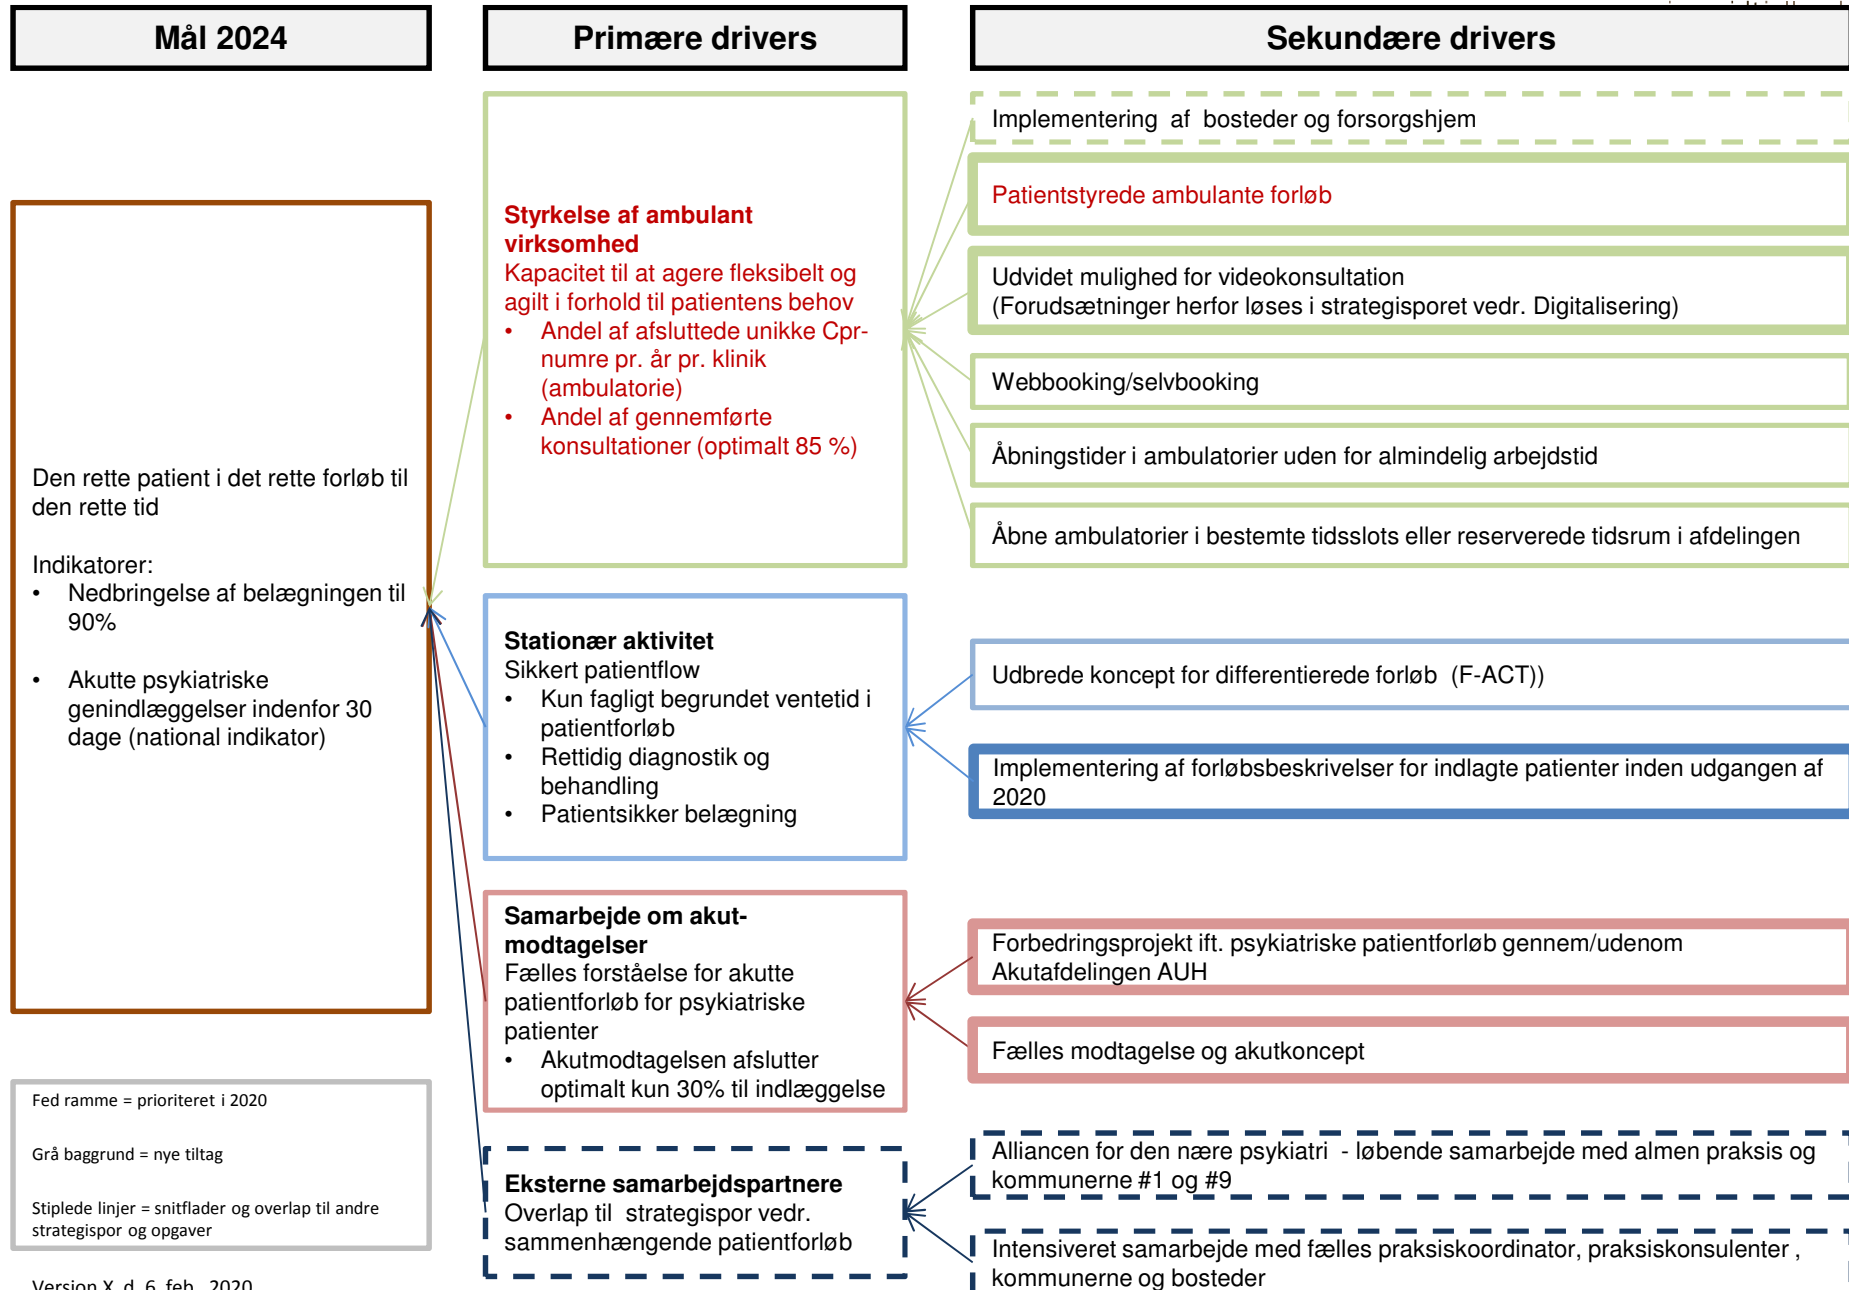 Mål 2024
Primære drivers
Sekundære drivers
Den rette patient i det rette forløb til
den rette tid
Indikatorer:
• Nedbringelse af belægningen til
90%
• Akutte psykiatriske
genindlæggelser indenfor 30
dage (national indikator)
Fed ramme = prioriteret i 2020
Grå baggrund = nye tiltag
Stiplede linjer = snitflader og overlap til andre
strategispor og opgaver
Version X d. 6. feb. 2020
Styrkelse af ambulant
virksomhed
Kapacitet til at agere fleksibelt og
agilt i forhold til patientens behov
• Andel af afsluttede unikke Cpr-
numre pr. år pr. klinik
(ambulatorie)
• Andel af gennemførte
konsultationer (optimalt 85 %)
Stationær aktivitet
Sikkert patientflow
• Kun fagligt begrundet ventetid i
patientforløb
• Rettidig diagnostik og
behandling
• Patientsikker belægning
Samarbejde om akut-
modtagelser
Fælles forståelse for akutte
patientforløb for psykiatriske
patienter
• Akutmodtagelsen afslutter
optimalt kun 30% til indlæggelse
Eksterne samarbejdspartnere
Overlap til strategispor vedr.
sammenhængende patientforløb
Implementering af bosteder og forsorgshjem
Patientstyrede ambulante forløb
Udvidet mulighed for videokonsultation
(Forudsætninger herfor løses i strategisporet vedr. Digitalisering)
Webbooking/selvbooking
Åbningstider i ambulatorier uden for almindelig arbejdstid
Åbne ambulatorier i bestemte tidsslots eller reserverede tidsrum i afdelingen
Udbrede koncept for differentierede forløb (F-ACT))
Implementering af forløbsbeskrivelser for indlagte patienter inden udgangen af
2020
Forbedringsprojekt ift. psykiatriske patientforløb gennem/udenom
Akutafdelingen AUH
Fælles modtagelse og akutkoncept
Alliancen for den nære psykiatri - løbende samarbejde med almen praksis og
kommunerne #1 og #9
Intensiveret samarbejde med fælles praksiskoordinator, praksiskonsulenter ,
kommunerne og bosteder